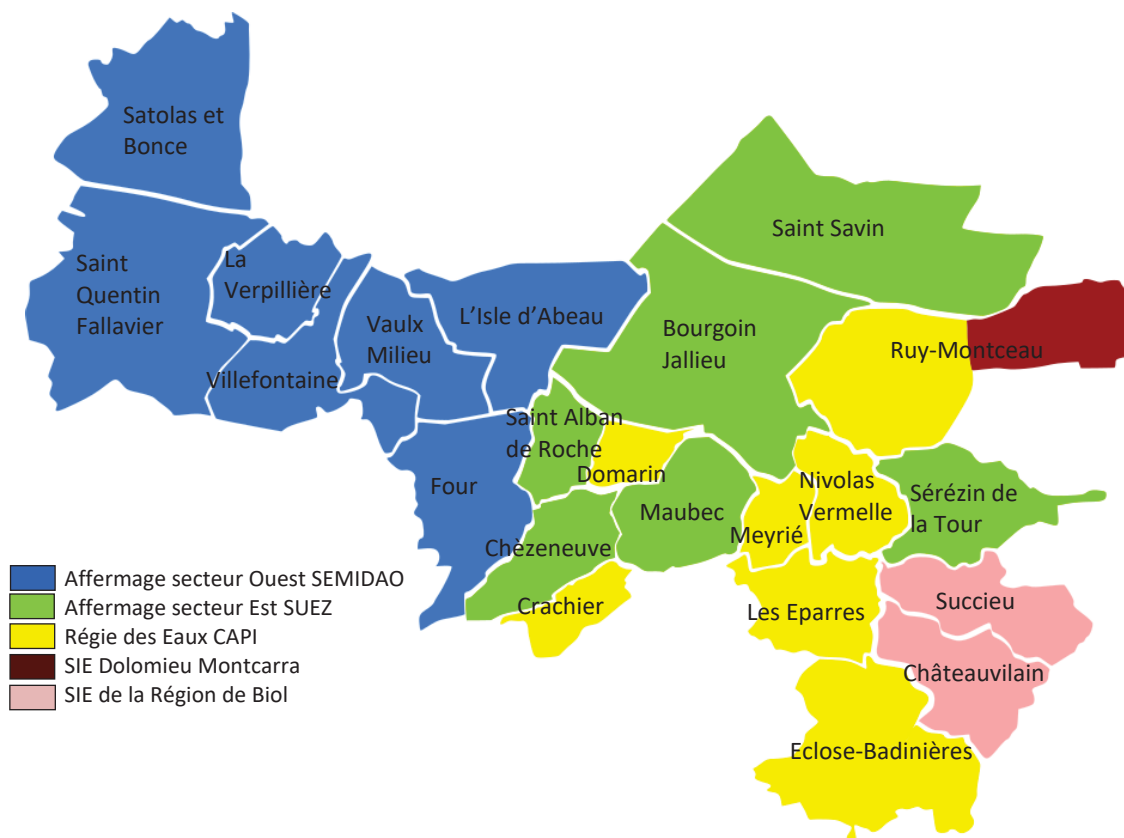 Satolas et
Bonce
Saint Savin
Saint
Quentin
Fallavier
La
Verpillière
Vaulx
Milieu
L'Isle d'Abeau
Bourgoin
Jallieu
Ruy-Montceau
Villefontaine
Saint Alban
de Roche
Domarin
Four
Maubec
Nivolas
Vermelle
Meyrié
Sérézin de
la Tour
Chèzeneuve
Crachier
Les Eparres
Succieu
Châteauvilain
Eclose-Badinières
Affermage secteur Ouest SEMIDAO
Affermage secteur Est SUEZ
Régie des Eaux CAPI
SIE Dolomieu Montcarra
SIE de la Région de Biol